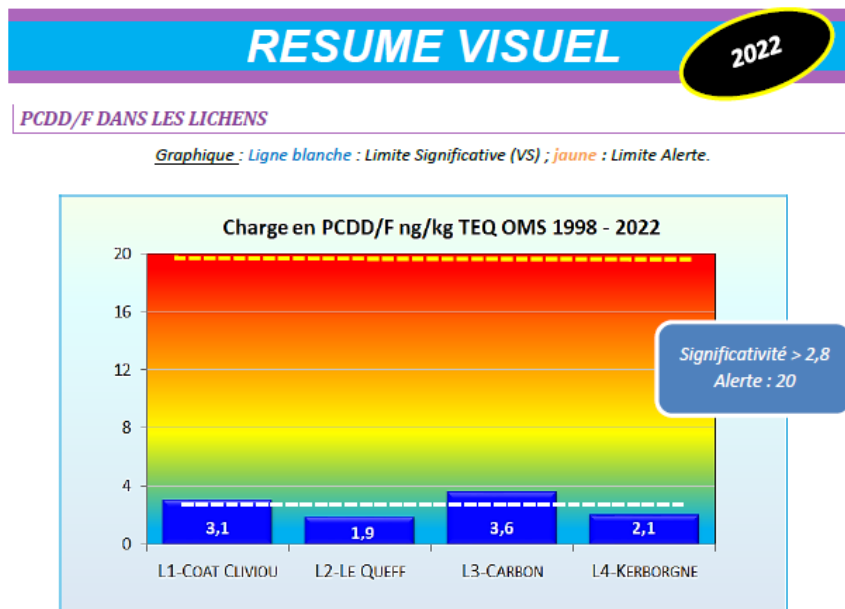 RESUME VISUEL
2022
PCDD/F DANS LES LICHENS
Graphique : Ligne blanche : Limite Significative (VS) ; jaune : Limite Alerte.
Charge en PCDD/F ng/kg TEQ OMS 1998 - 2022
20
16
12
8
4
0
Significativité > 2,8
Alerte : 20
3,1
1,9
3,6
2,1
L1-COAT CLIVIOU
L2-LE QUEFF
L3-CARBON
L4-KERBORGNE